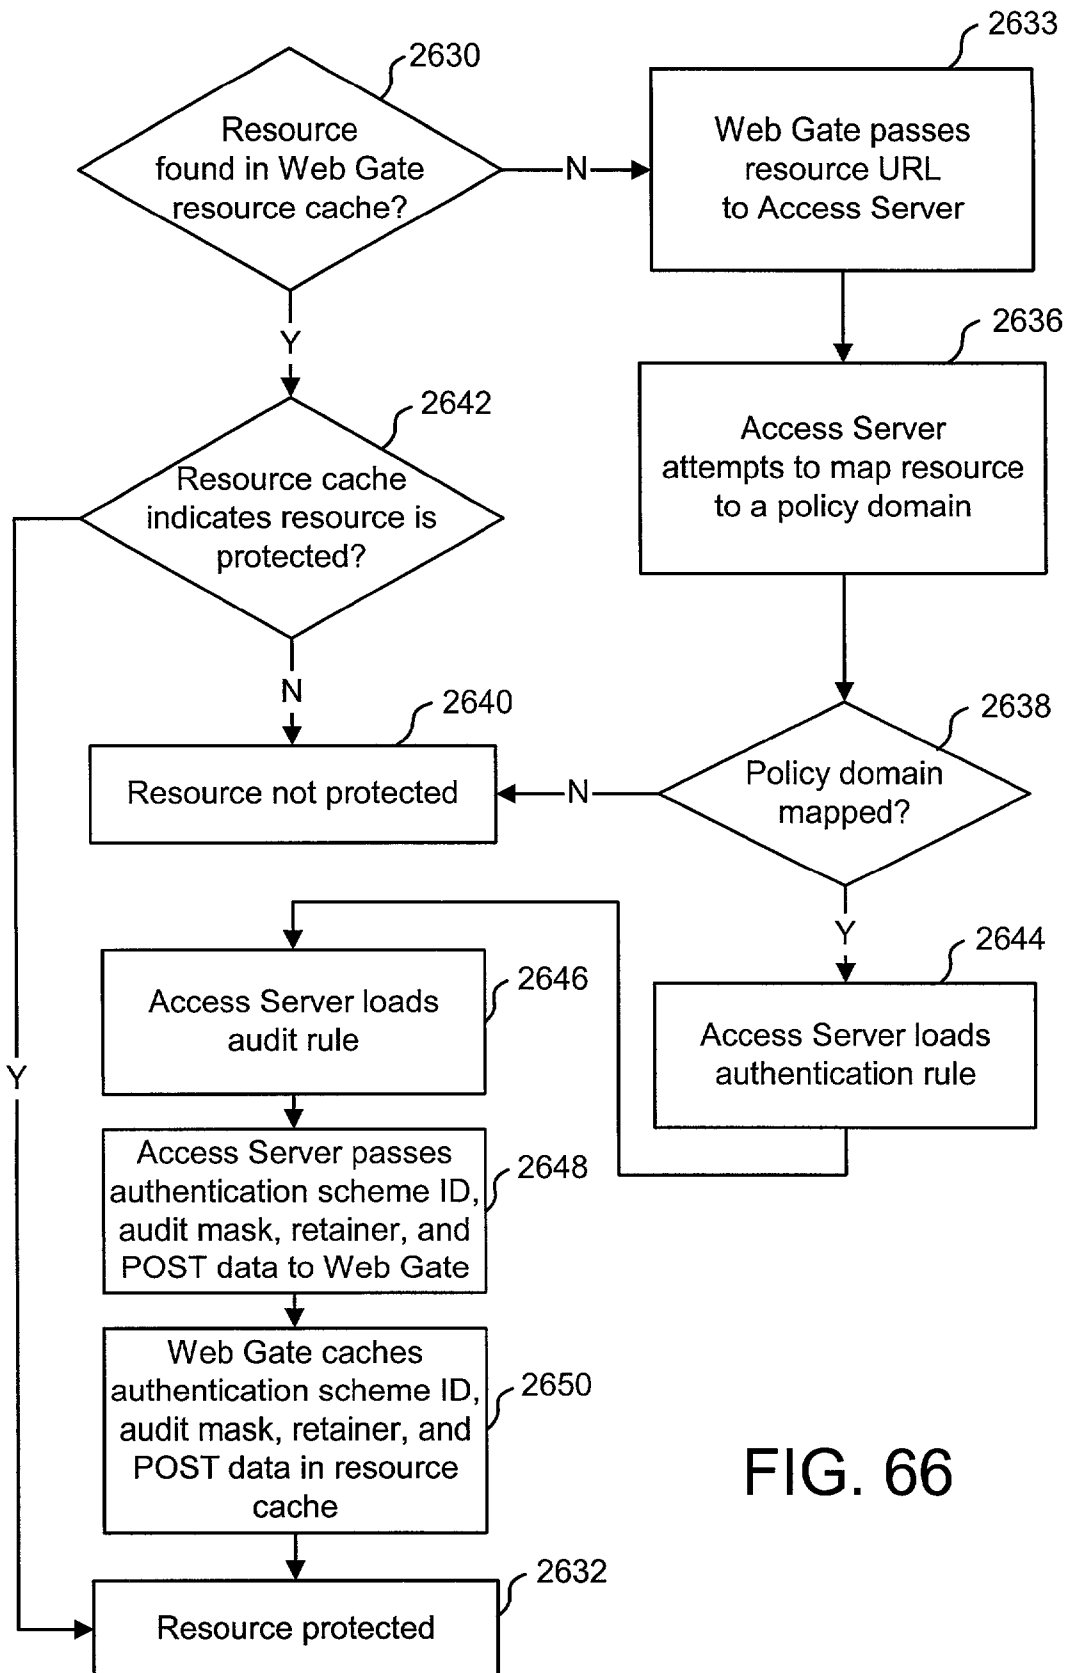 2630
Resource
found in Web Gate
resource cache?
N
2633
Web Gate passes
resource URL
to Access Server
Y
2636
Access Server
attempts to map resource
to a policy domain
2642
Resource cache
indicates resource is
protected?
N
2640
Resource not protected
2638
Policy domain
mapped?
N
Y
2644
Access Server loads
authentication rule
2646
Access Server loads
audit rule
Y
2648
Access Server passes
authentication scheme ID,
audit mask, retainer, and
POST data to Web Gate
2650
Web Gate caches
authentication scheme ID,
audit mask, retainer, and
POST data in resource
cache
2632
Resource protected
FIG. 66